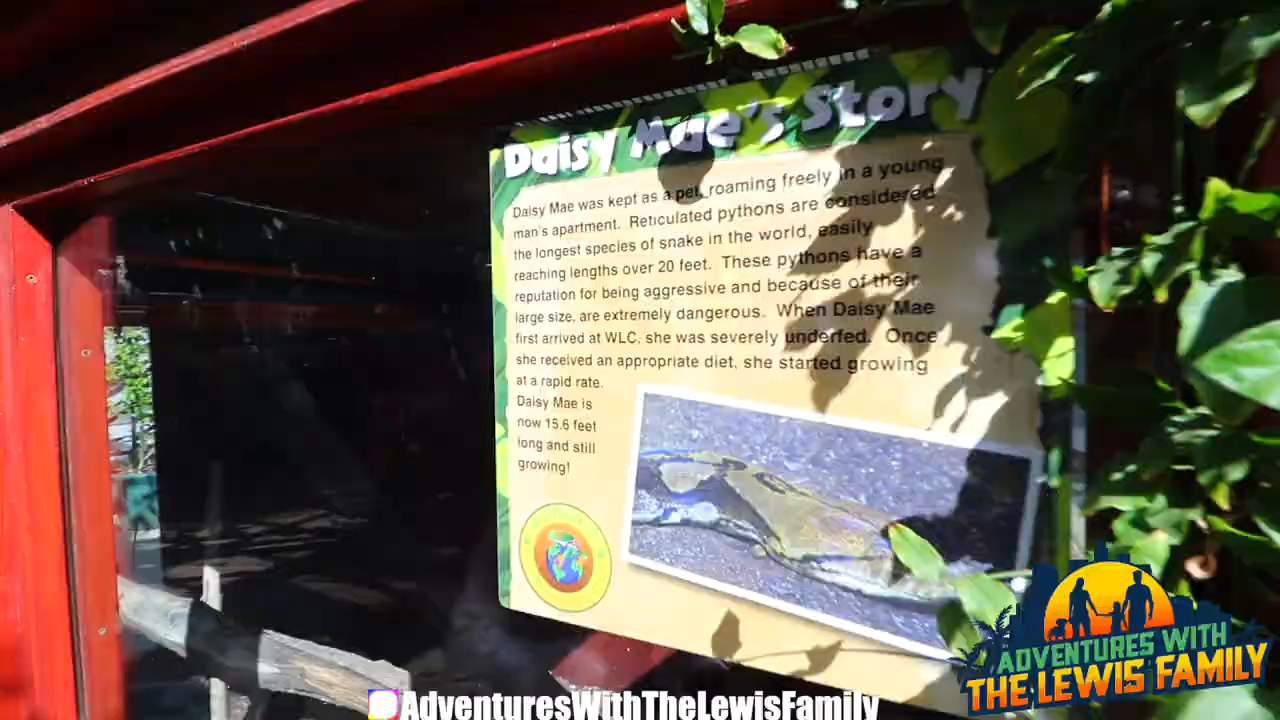 Daisy Mae's Story
Daisy Mae was kept as a pet, roaming freely in a young
man's apartment. Reticulated pythons are considered
the longest species of snake in the world, easily
reaching lengths over 20 feet. These pythons have a
reputation for being aggressive and because of their
large size, are extremely dangerous. When Daisy Mae
first arrived at WLC, she was severely underfed. Once
she received an appropriate diet, she started growing
at a rapid rate.
Daisy Mae is
now 15.6 feet
long and still
growing!
ADVENTURES WITH
THE LEWIS FAMILY
AdventuresWithTheLewisFamily